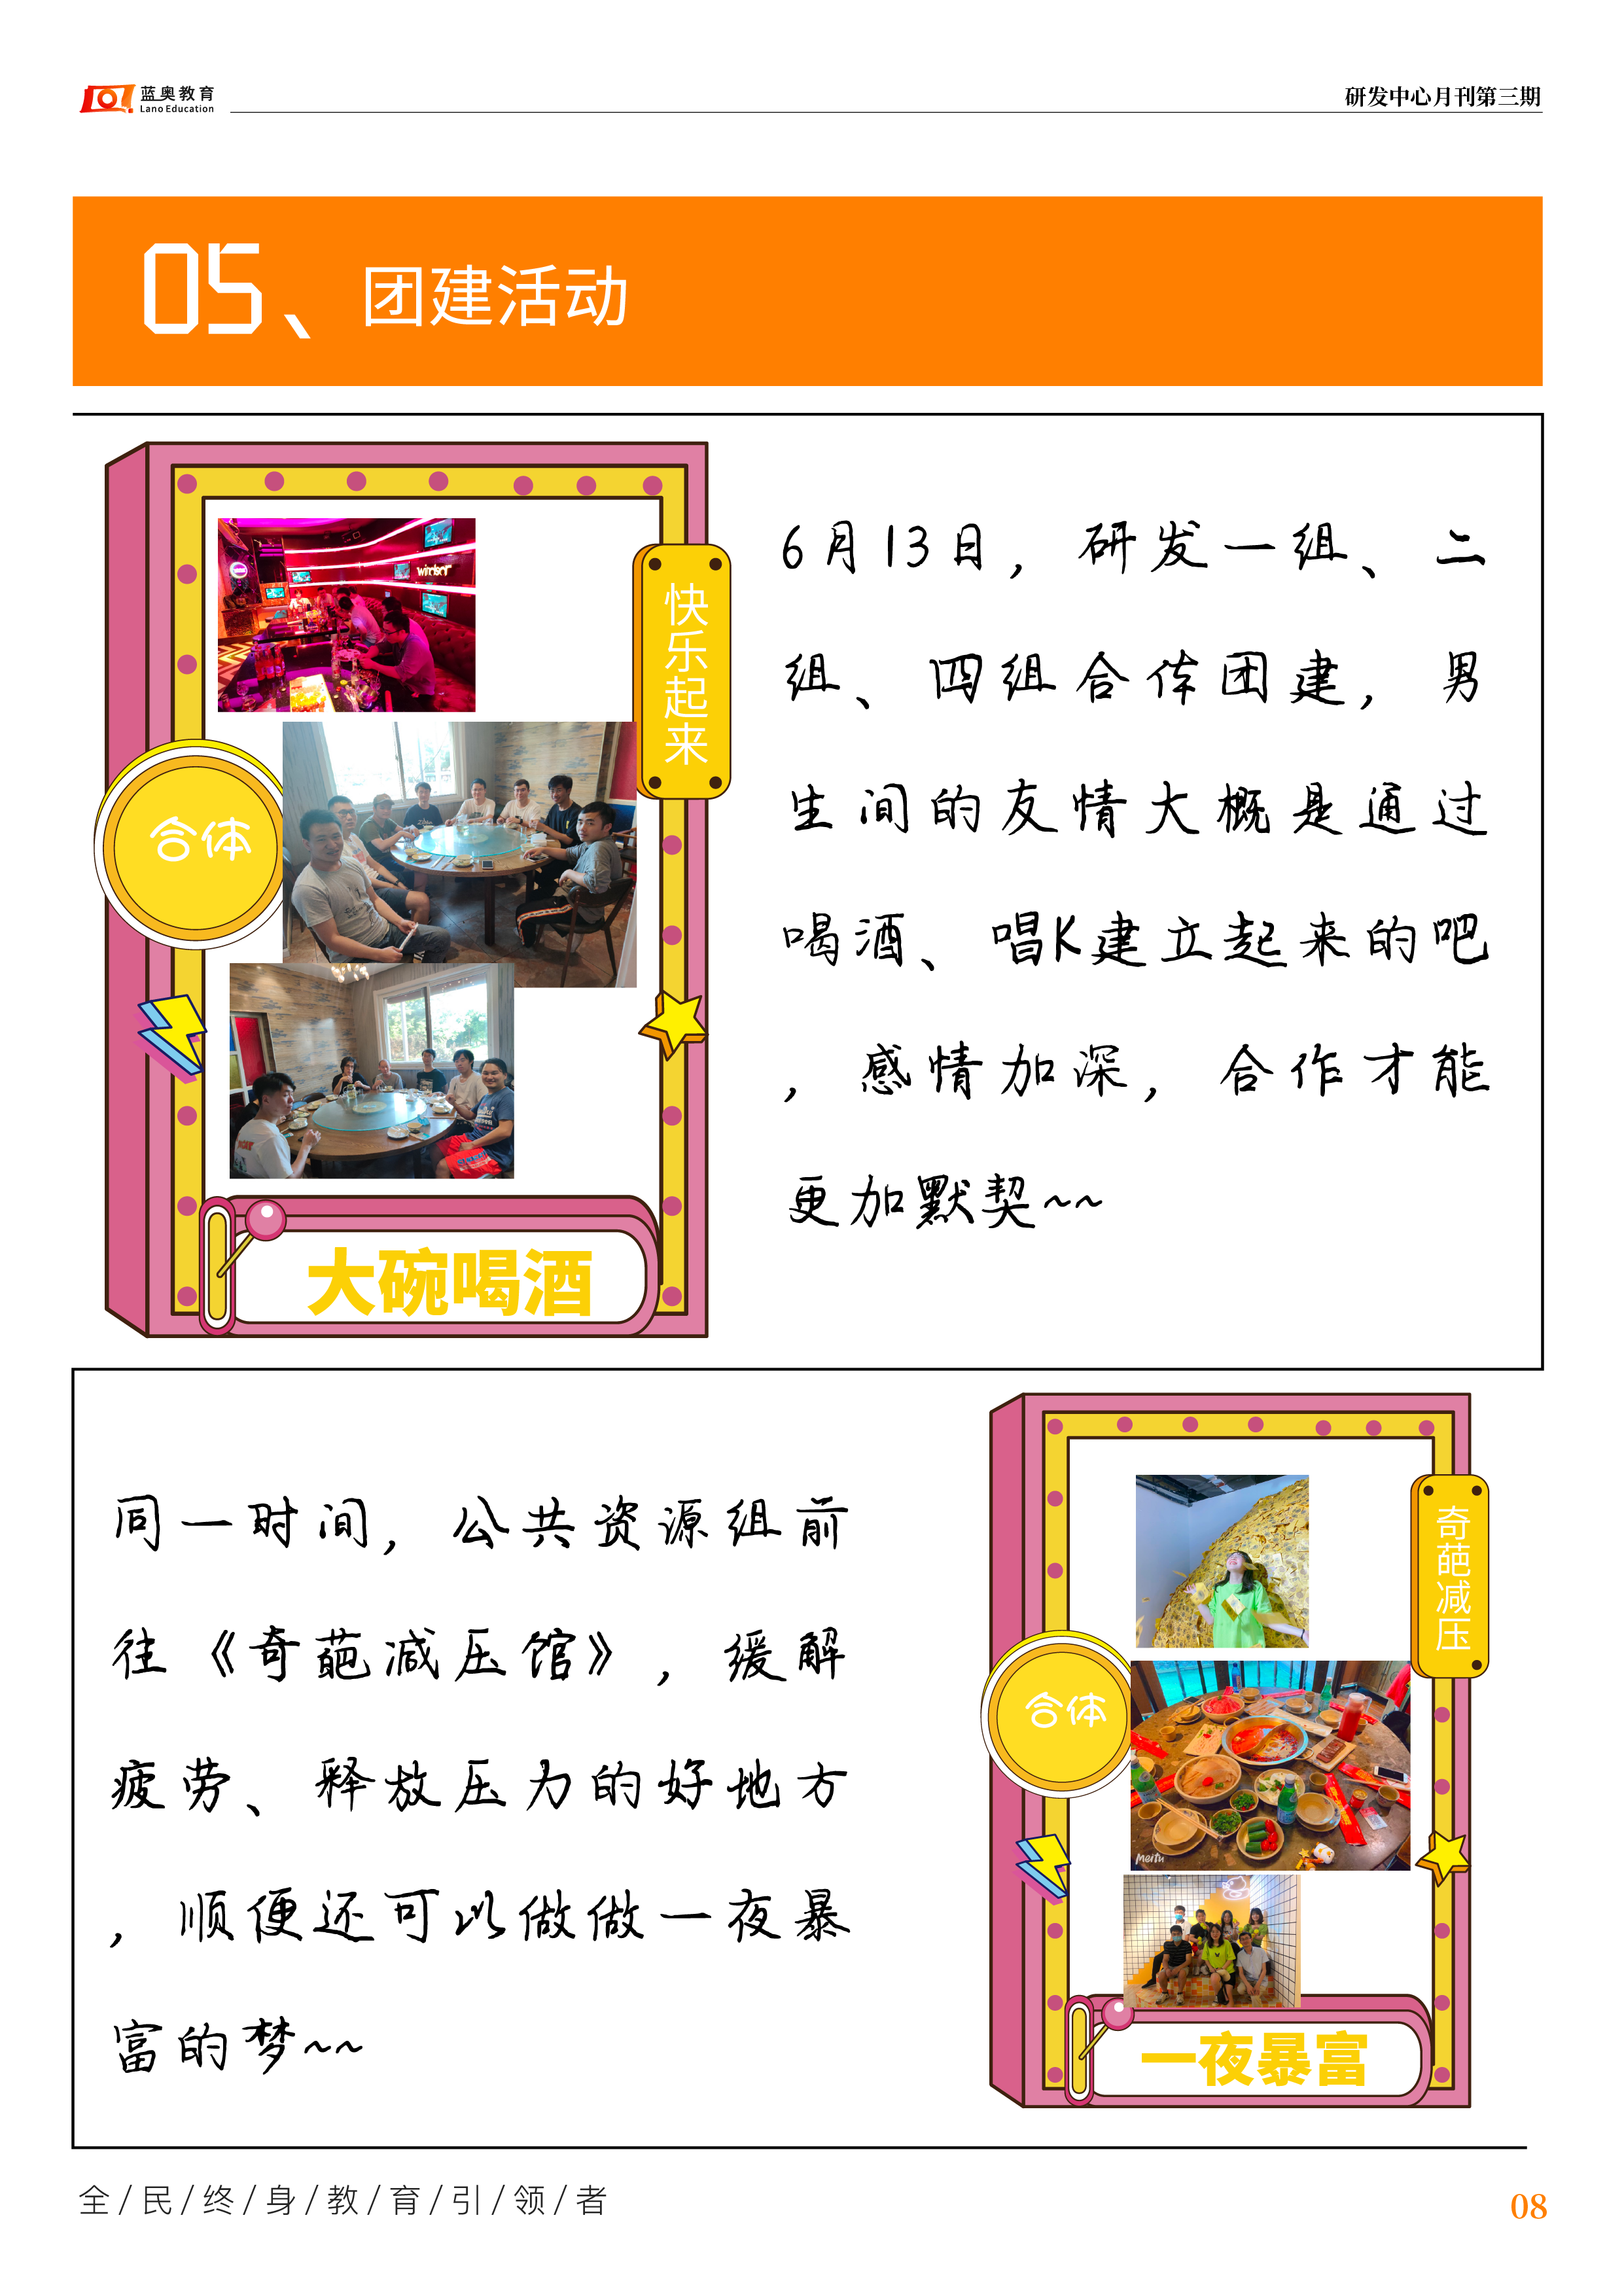 蓝奥教育
Lano Education
研发中心月刊第三期
05、团建活动
快乐起来
合体
大碗喝酒
6月13日，研发一组、二
组、四组合体团建，男
生间的友情大概是通过
喝酒、唱K建立起来的吧
，感情加深，合作才能
更加默契~~
同一时间，公共资源组前
往《奇葩减压馆》，缓解
疲劳、释放压力的好地方
，顺便还可以做做一夜暴
富的梦~~
奇葩减压
合体
Meitu
一夜暴富
全/民/终/身/教/育/引/领/者
08